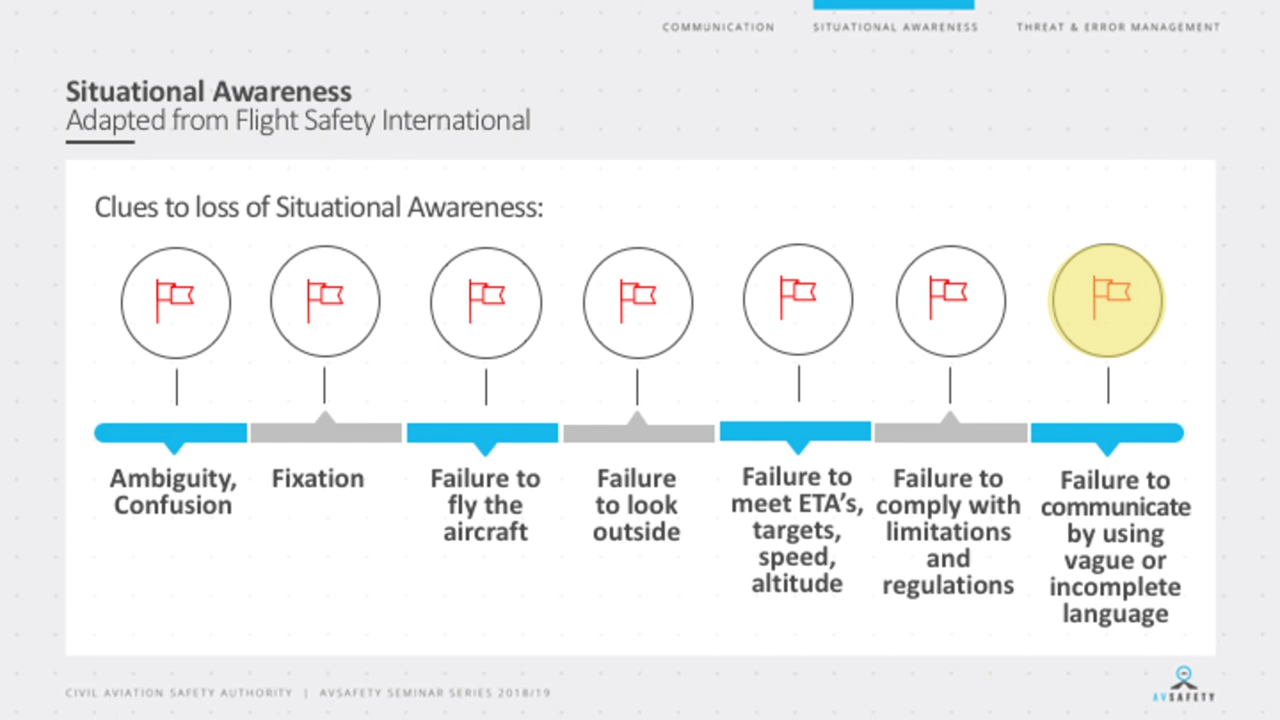 COMMUNICATION
SITUATIONAL AWARENESS
THREAT & ERROR MANAGEMENT
Situational Awareness
Adapted from Flight Safety International
Clues to loss of Situational Awareness:
Ambiguity,
Confusion
Fixation
Failure to
fly the
aircraft
Failure
to look
outside
Failure to
meet ETA's,
targets,
speed,
altitude
Failure to
comply with
limitations
and
regulations
Failure to
communicate
by using
vague or
incomplete
language
CIVIL AVIATION SAFETY AUTHORITY | AVSAFETY SEMINAR SERIES 2018/19
AVSAFETY